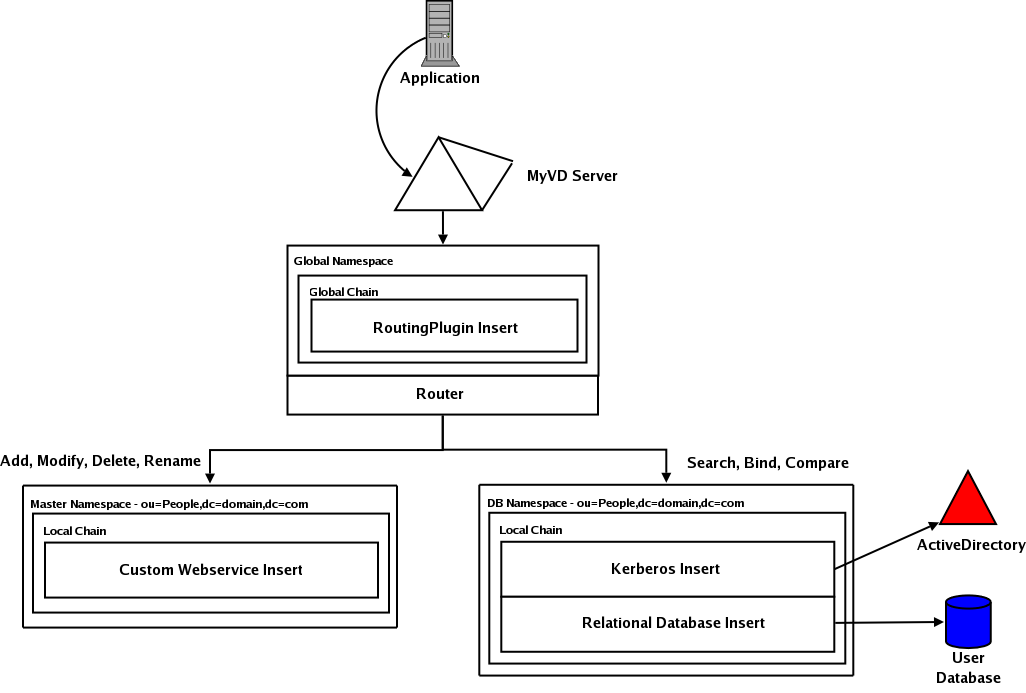 Application
MyVD Server
Global Namespace
Global Chain
RoutingPlugin Insert
Router
Add, Modify, Delete, Rename
Search, Bind, Compare
Master Namespace - ou=People,dc=domain,dc=com
Local Chain
Custom Webservice Insert
DB Namespace - ou=People,dc=domain,dc=com
Local Chain
Kerberos Insert
Relational Database Insert
ActiveDirectory
User
Database